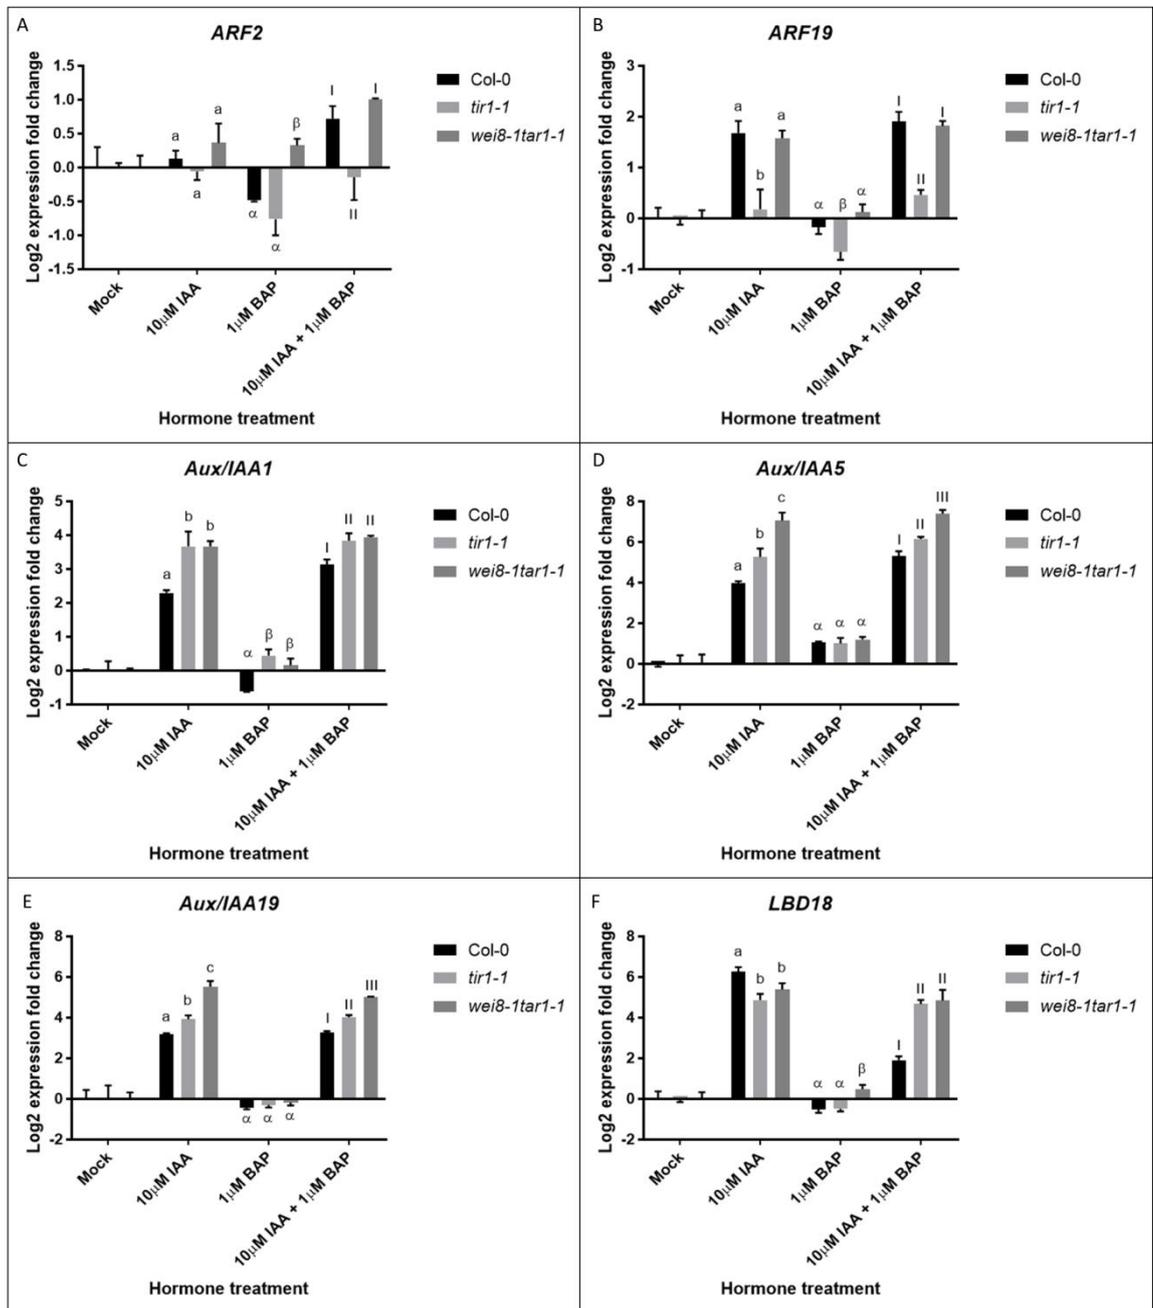 A
ARF2
Log2 expression fold change
1.5
1.0
0.5
0.0
-0.5
-1.0
-1.5
a
a
a
α
α
β
I
II
I
Col-0
tir1-1
wei8-1tar1-1
Mock
10μM IAA
1μM BAP
10μM IAA + 1μM BAP
Hormone treatment
B
ARF19
Log2 expression fold change
3
2
1
0
-1
a
b
a
α
β
α
I
II
I
Col-0
tir1-1
wei8-1tar1-1
Mock
10μM IAA
1μM BAP
10μM IAA + 1μM BAP
Hormone treatment
C
Aux/IAA1
Log2 expression fold change
5
4
3
2
1
0
-1
a
b
b
α
β
β
I
II
II
Col-0
tir1-1
wei8-1tar1-1
Mock
10μM IAA
1μM BAP
10μM IAA + 1μM BAP
Hormone treatment
D
Aux/IAA5
Log2 expression fold change
8
6
4
2
0
-2
a
b
c
α
α
α
I
II
III
Col-0
tir1-1
wei8-1tar1-1
Mock
10μM IAA
1μM BAP
10μM IAA + 1μM BAP
Hormone treatment
E
Aux/IAA19
Log2 expression fold change
8
6
4
2
0
-2
a
b
c
α
α
α
I
II
III
Col-0
tir1-1
wei8-1tar1-1
Mock
10μM IAA
1μM BAP
10μM IAA + 1μM BAP
Hormone treatment
F
LBD18
Log2 expression fold change
8
6
4
2
0
-2
a
b
b
α
α
β
I
II
II
Col-0
tir1-1
wei8-1tar1-1
Mock
10μM IAA
1μM BAP
10μM IAA + 1μM BAP
Hormone treatment